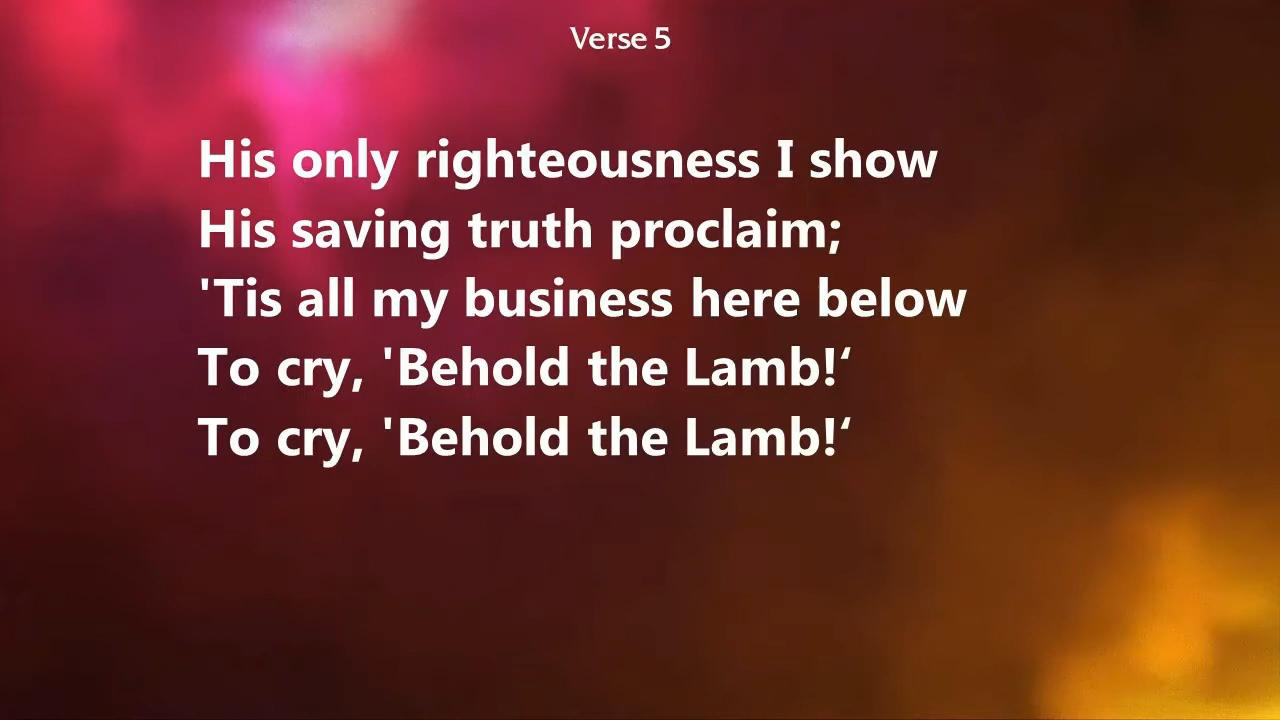 Verse 5
His only righteousness I show
His saving truth proclaim;
'Tis all my business here below
To cry, 'Behold the Lamb!‘
To cry, 'Behold the Lamb!‘